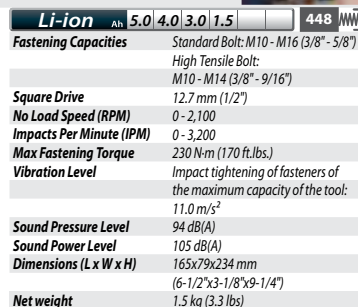 Li-ion Ah 5.0 4.0 3.0 1.5 448
Fastening Capacities Standard Bolt: M10 - M16 (3/8" - 5/8")
High Tensile Bolt:
M10 - M14 (3/8" - 9/16")
Square Drive 12.7 mm (1/2")
No Load Speed (RPM) 0 - 2,100
Impacts Per Minute (IPM) 0 - 3,200
Max Fastening Torque 230 N·m (170 ft.lbs.)
Vibration Level Impact tightening of fasteners of
the maximum capacity of the tool:
11.0 m/s²
Sound Pressure Level 94 dB(A)
Sound Power Level 105 dB(A)
Dimensions (L x W x H) 165x79x234 mm
(6-1/2"x3-1/8"x9-1/4")
Net weight 1.5 kg (3.3 lbs)